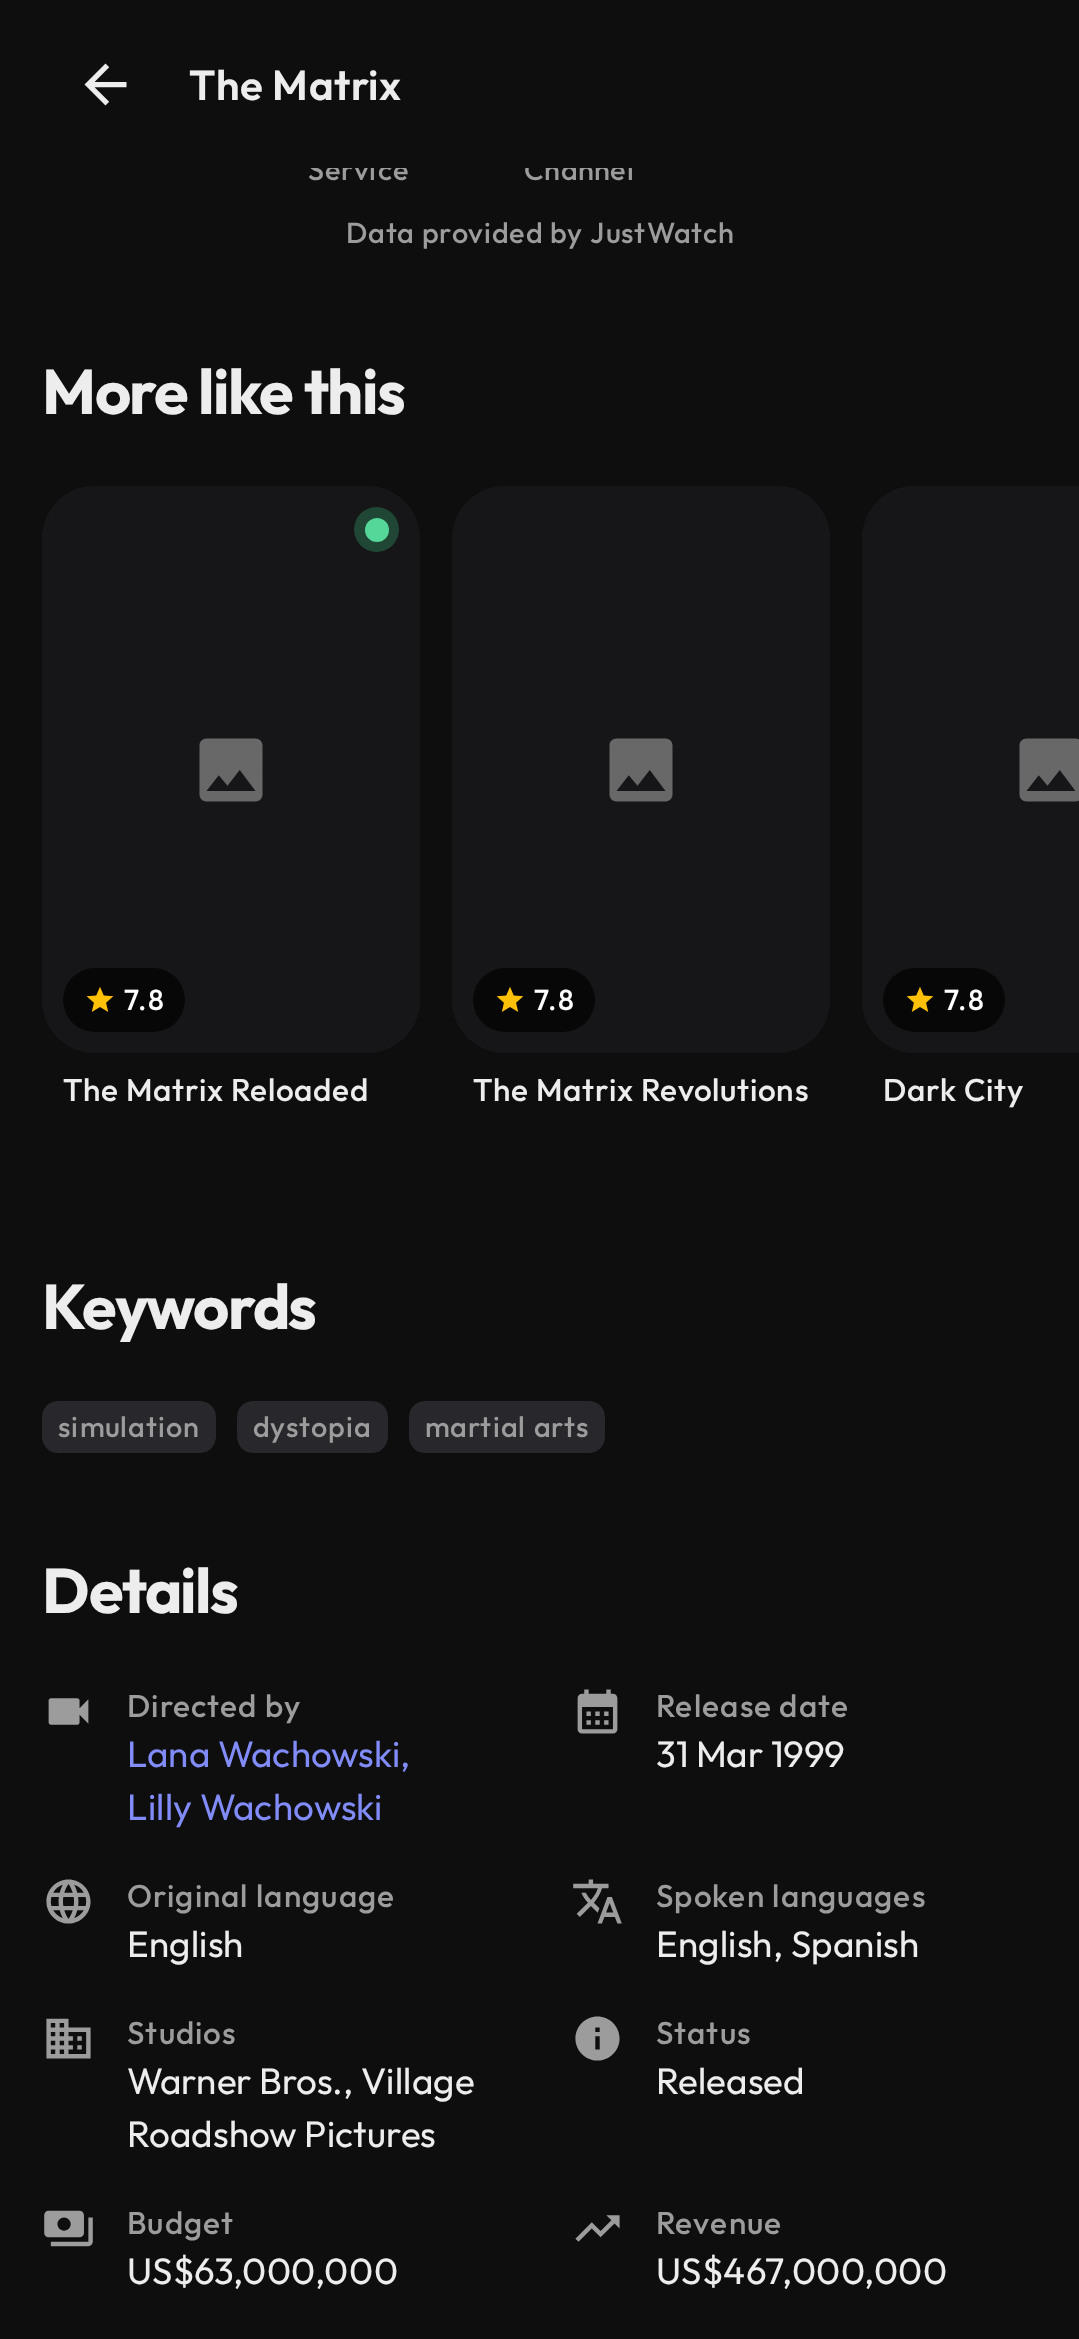 The Matrix
Service Channel
Data provided by JustWatch
More like this
7.8
7.8
7.8
The Matrix Reloaded
The Matrix Revolutions
Dark City
Keywords
simulation
dystopia
martial arts
Details
Directed by
Lana Wachowski,
Lilly Wachowski
Release date
31 Mar 1999
Original language
English
Spoken languages
English, Spanish
Studios
Warner Bros., Village
Roadshow Pictures
Status
Released
Budget
US$63,000,000
Revenue
US$467,000,000